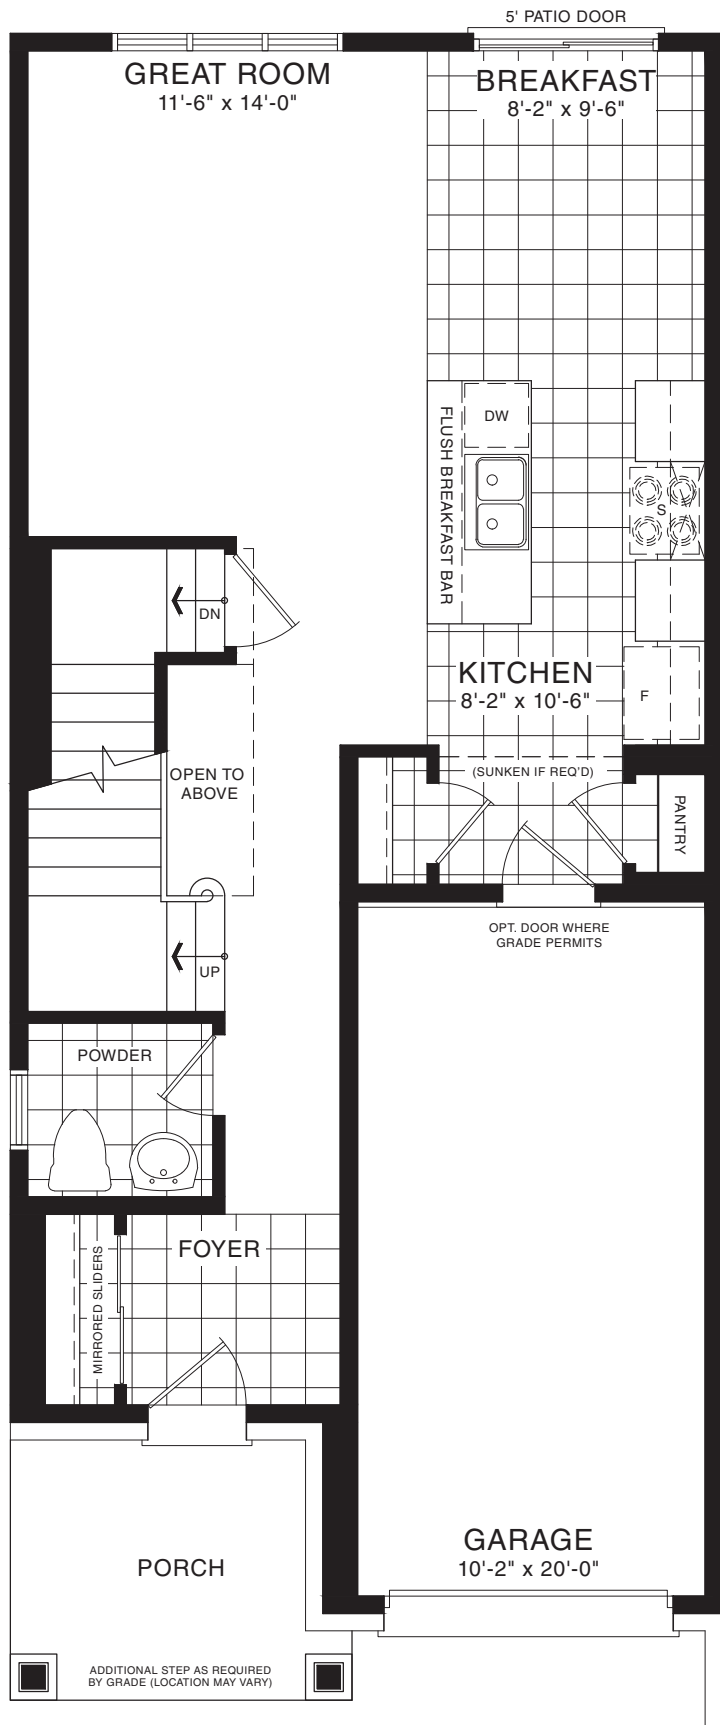 5' PATIO DOOR
GREAT ROOM
11'-6" x 14'-0"
BREAKFAST
8'-2" x 9'-6"
DW
FLUSH BREAKFAST BAR
S
DN
KITCHEN
8'-2" x 10'-6"
F
OPEN TO
ABOVE
(SUNKEN IF REQ'D)
PANTRY
OPT. DOOR WHERE
GRADE PERMITS
UP
POWDER
FOYER
MIRRORED SLIDERS
GARAGE
10'-2" x 20'-0"
PORCH
ADDITIONAL STEP AS REQUIRED
BY GRADE (LOCATION MAY VARY)